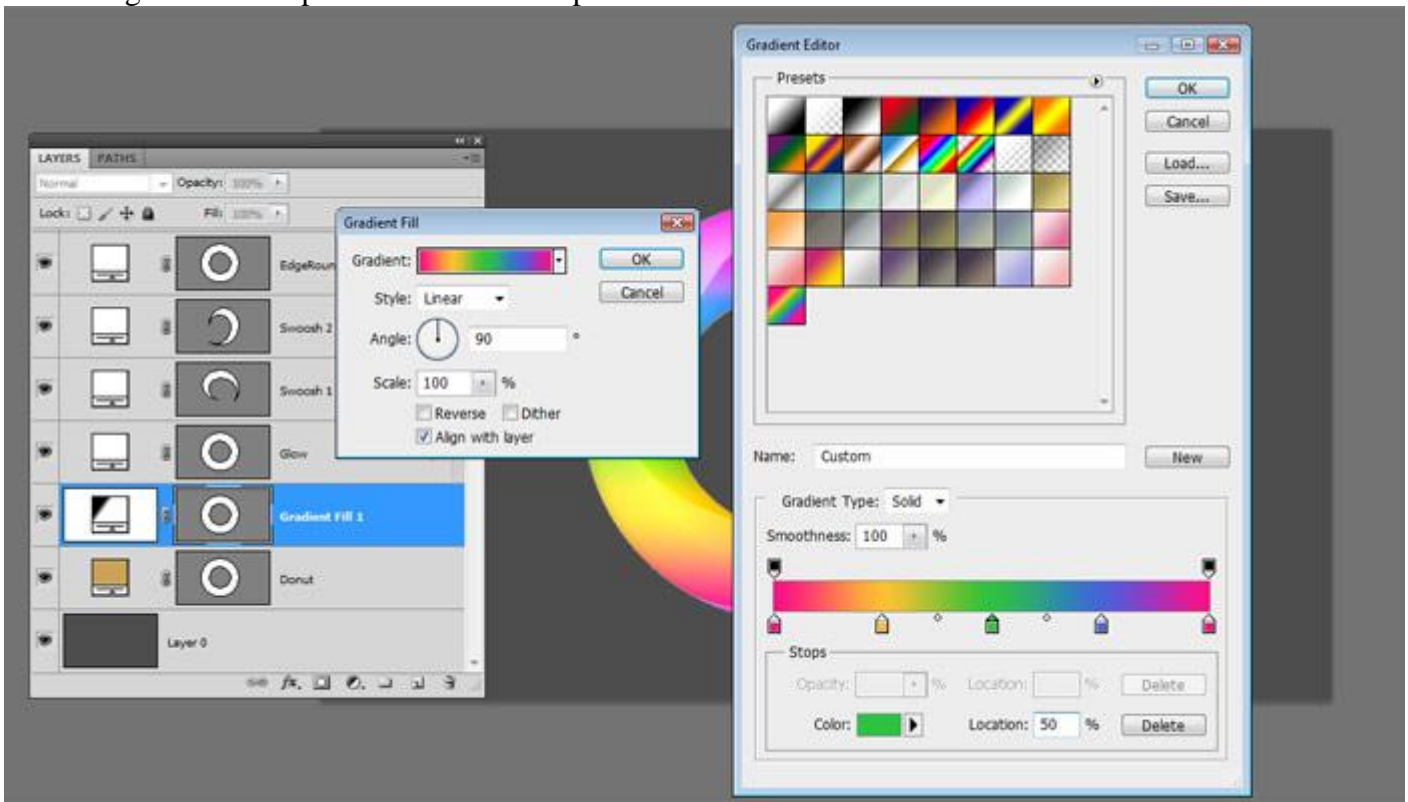 Gradient Editor
Presets
OK
Cancel
Load...
Save...
LAYERS PATHS
Normal Opacity: 100%
Lock: Fill: 100%
EdgeRoun
Swoosh 2
Swoosh 1
Glow
Gradient Fill 1
Donut
Layer 0
fx.
Gradient Fill
Gradient: OK
Style: Linear Cancel
Angle: 90 °
Scale: 100 %
Reverse Dither
Align with layer
Name: Custom New
Gradient Type: Solid
Smoothness: 100 %
Stops
Opacity: % Location: % Delete
Color: Location: 50 % Delete